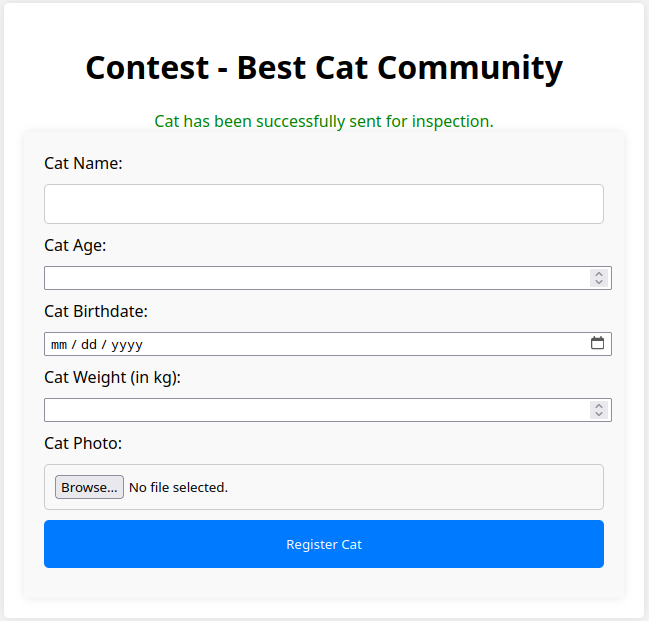 Contest - Best Cat Community
Cat has been successfully sent for inspection.
Cat Name:
Cat Age:
Cat Birthdate:
mm / dd / yyyy
Cat Weight (in kg):
Cat Photo:
Browse... No file selected.
Register Cat